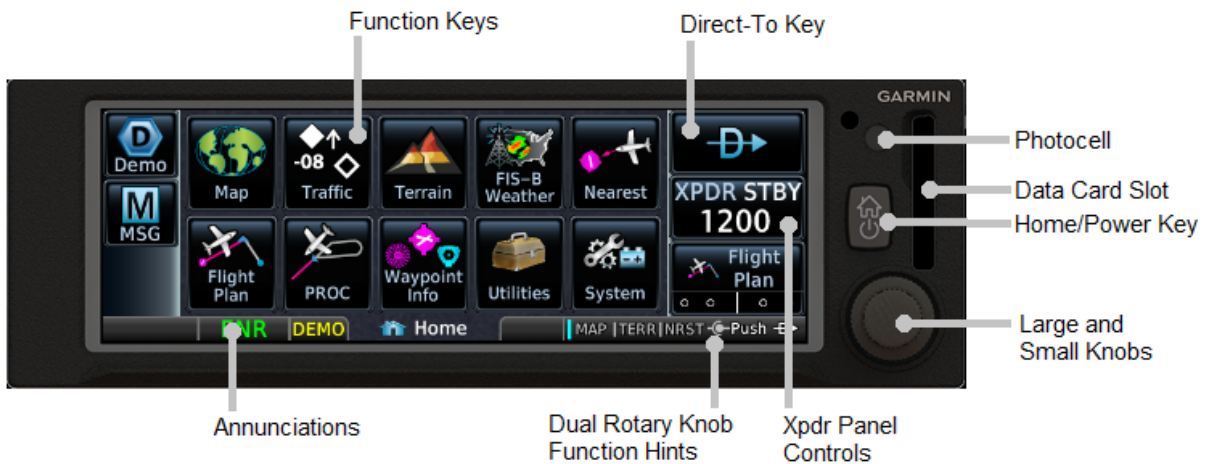 Function Keys
Direct-To Key
GARMIN
D
Demo
Map
-08
Traffic
Terrain
FIS-B
Weather
Nearest
D
XPDR STBY
1200
M
MSG
Flight
Plan
PROC
Waypoint
Info
Utilities
System
Flight
Plan
DEMO
Home
MAP |TERR|NRST
Push D
Photocell
Data Card Slot
Home/Power Key
Large and
Small Knobs
Annunciations
Dual Rotary Knob
Function Hints
Xpdr Panel
Controls